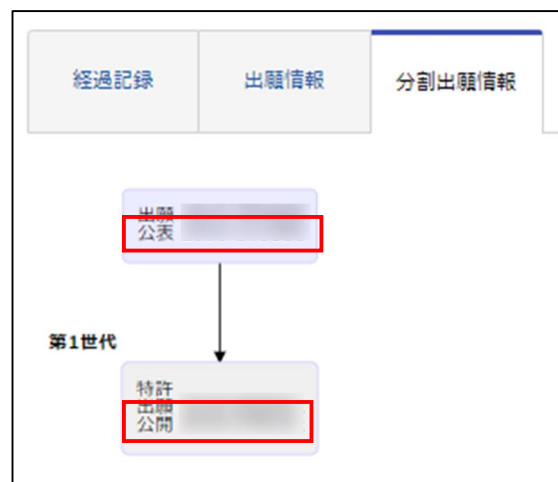 経過記録
出願情報
分割出願情報
出願
公表
第1世代
特許
出願
公開